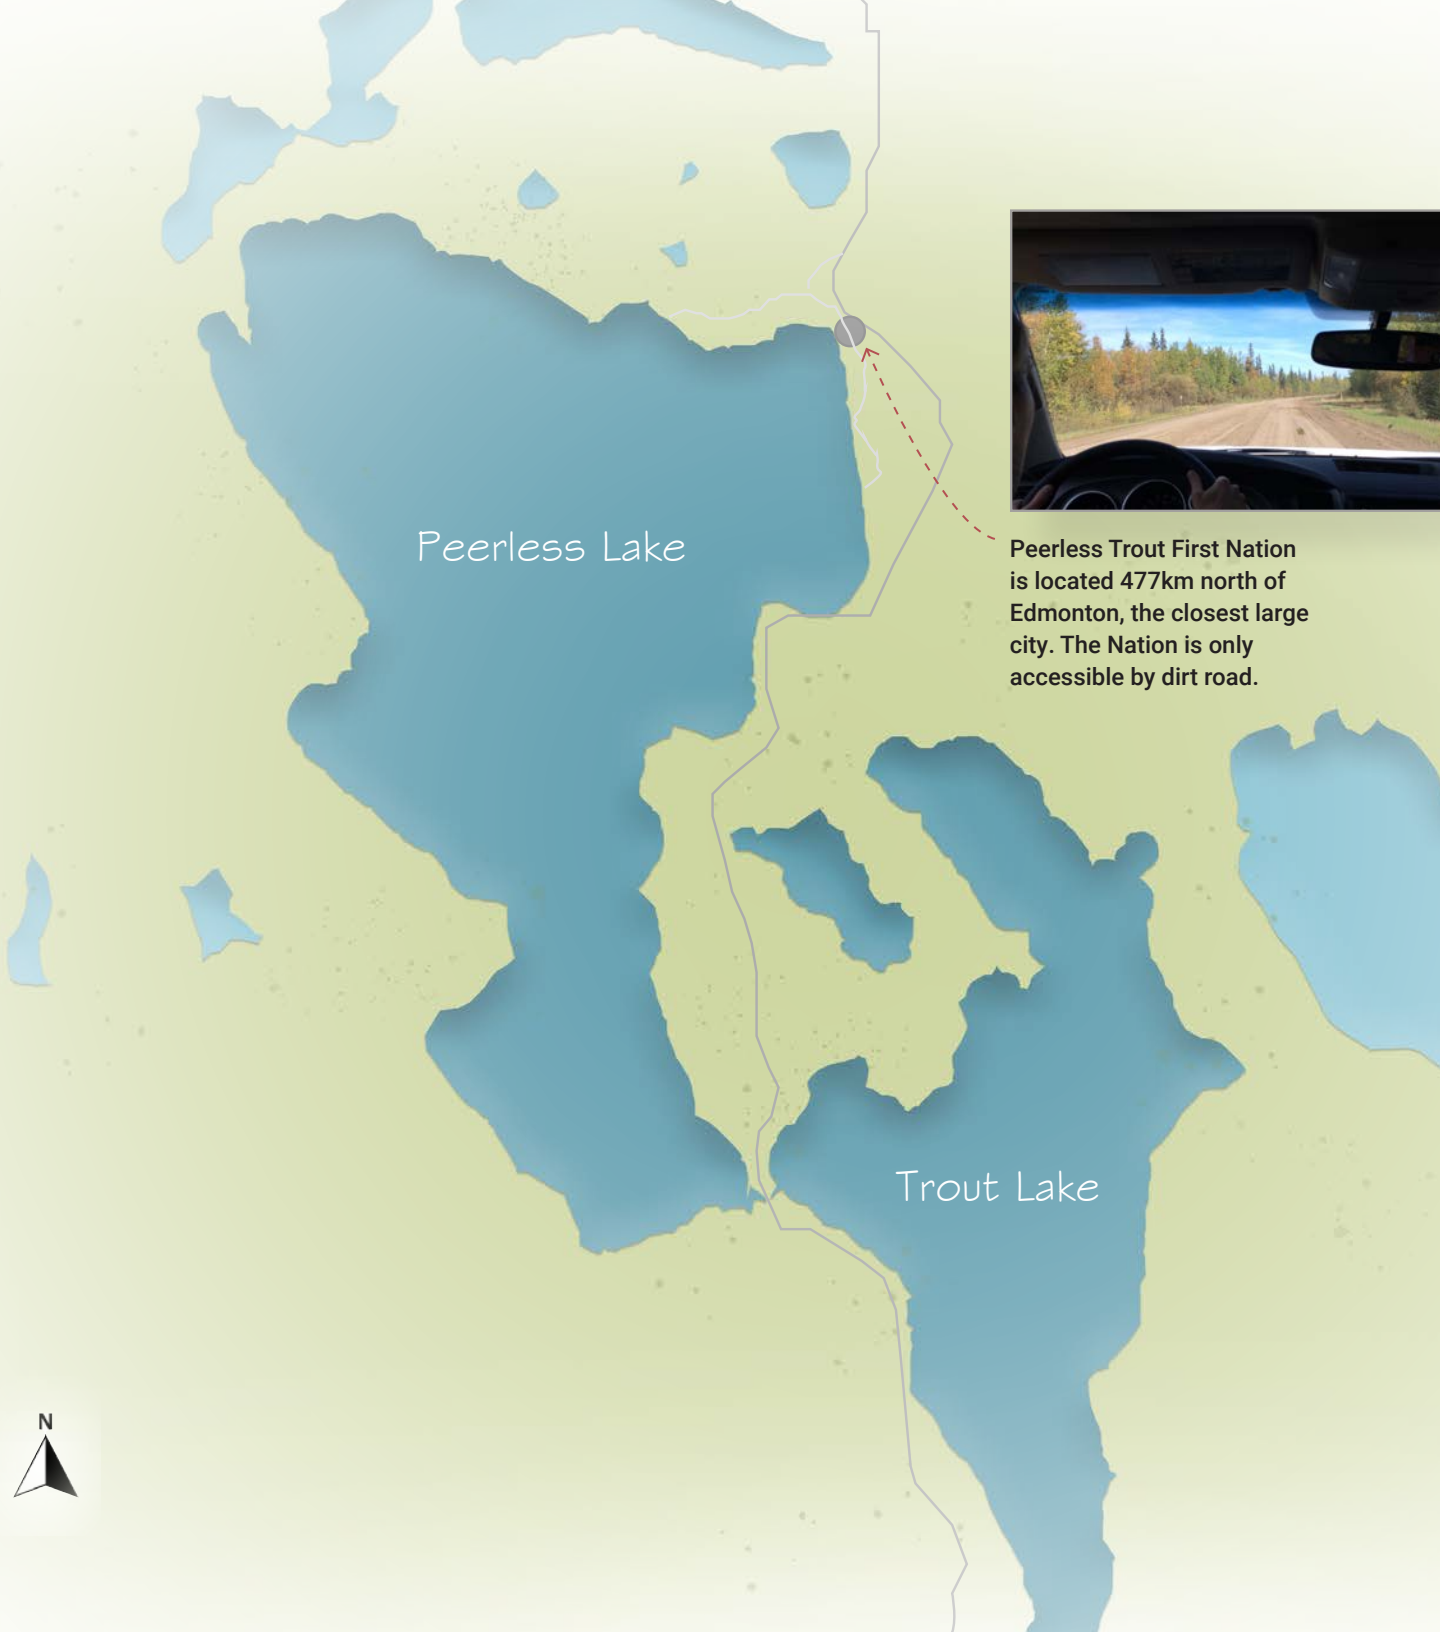 Peerless Lake
Peerless Trout First Nation
is located 477km north of
Edmonton, the closest large
city. The Nation is only
accessible by dirt road.
Trout Lake
N